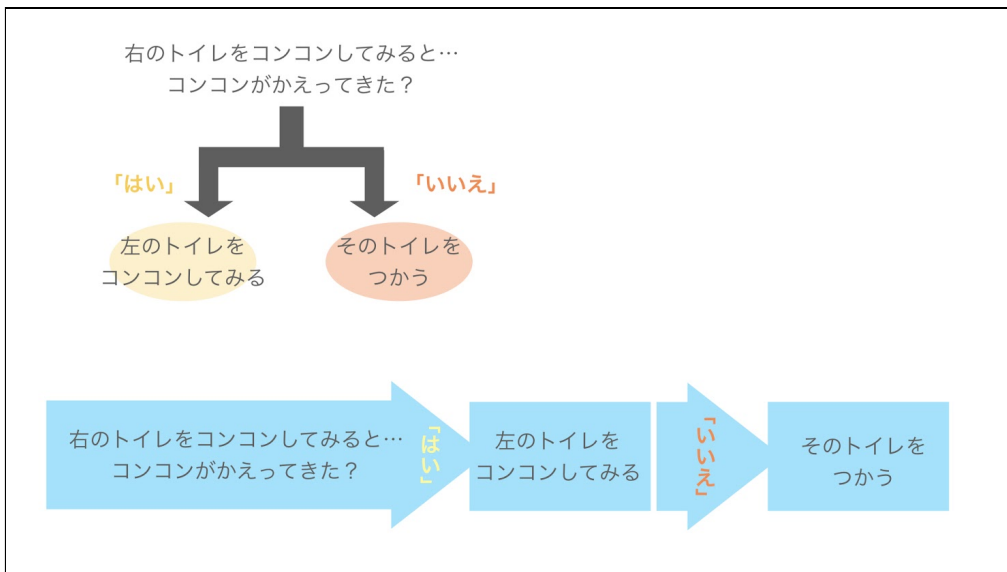 右のトイレをコンコンしてみると…
コンコンがかえってきた？
「はい」
「いいえ」
左のトイレを
コンコンしてみる
そのトイレを
つかう
右のトイレをコンコンしてみると…
コンコンがかえってきた？
「はい」
左のトイレを
コンコンしてみる
「いいえ」
そのトイレを
つかう